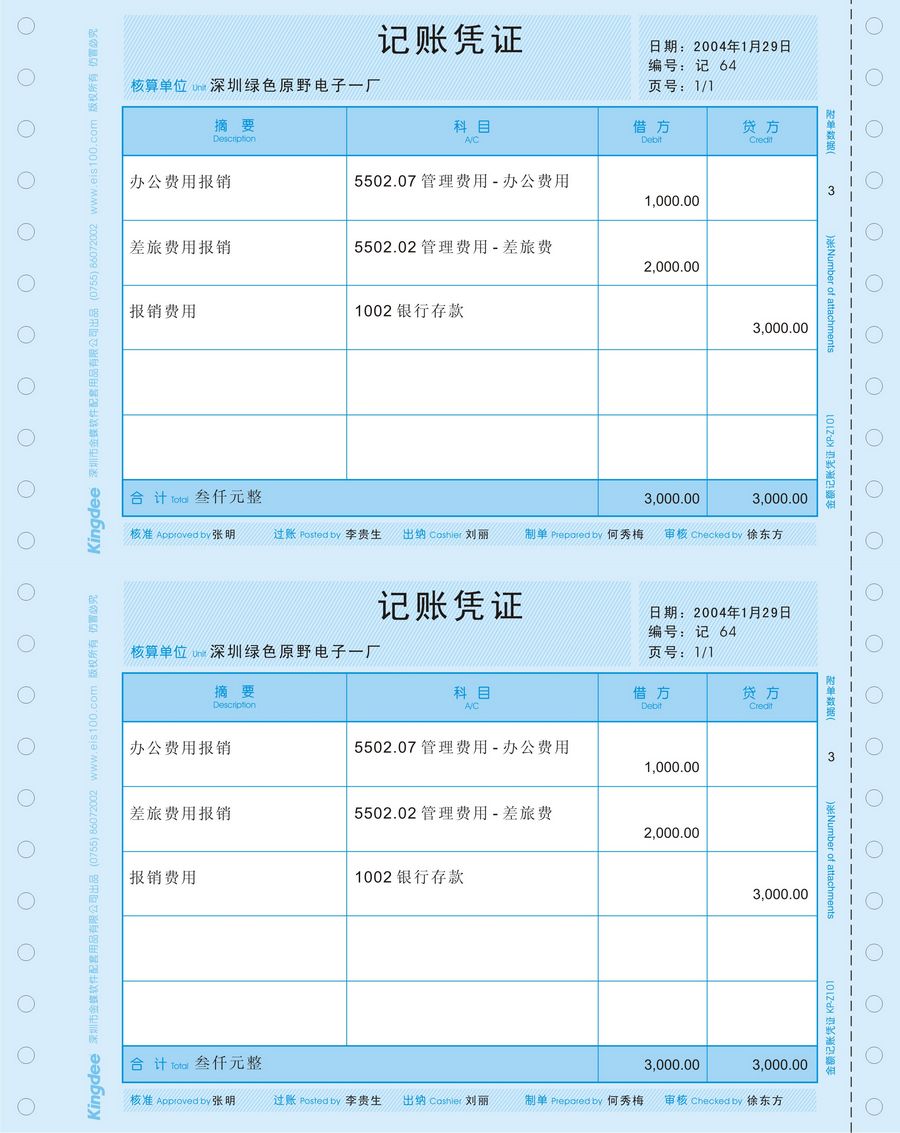 记账凭证
日期：2004年1月29日
编号：记 64
核算单位 Unit 深圳绿色原野电子一厂
页号：1/1
摘 要 科 目 借 方 贷 方
Description A/C Debit Credit
办公费用报销 5502.07 管理费用 - 办公费用
1,000.00
差旅费用报销 5502.02 管理费用 - 差旅费
2,000.00
报销费用 1002 银行存款
3,000.00
合 计 Total 叁仟元整 3,000.00 3,000.00
核准 Approved by 张明 过账 Posted by 李贵生 出纳 Cashier 刘丽 制单 Prepared by 何秀梅 审核 Checked by 徐东方
附单数据(
3
张)Number of attachments
金额记账凭证 KPZ101
Kingdee 深圳市金蝶软件配套用品有限公司出品 (0755) 86072002 www.eis100.com 版权所有 仿冒必究
记账凭证
日期：2004年1月29日
编号：记 64
核算单位 Unit 深圳绿色原野电子一厂
页号：1/1
摘 要 科 目 借 方 贷 方
Description A/C Debit Credit
办公费用报销 5502.07 管理费用 - 办公费用
1,000.00
差旅费用报销 5502.02 管理费用 - 差旅费
2,000.00
报销费用 1002 银行存款
3,000.00
合 计 Total 叁仟元整 3,000.00 3,000.00
核准 Approved by 张明 过账 Posted by 李贵生 出纳 Cashier 刘丽 制单 Prepared by 何秀梅 审核 Checked by 徐东方
附单数据(
3
张)Number of attachments
金额记账凭证 KPZ101
Kingdee 深圳市金蝶软件配套用品有限公司出品 (0755) 86072002 www.eis100.com 版权所有 仿冒必究